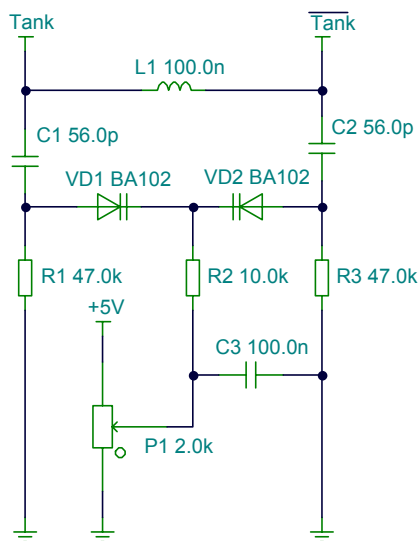 Tank
Tank
L1 100.0n
C1 56.0p
C2 56.0p
VD1 BA102
VD2 BA102
R1 47.0k
R2 10.0k
R3 47.0k
+5V
C3 100.0n
P1 2.0k